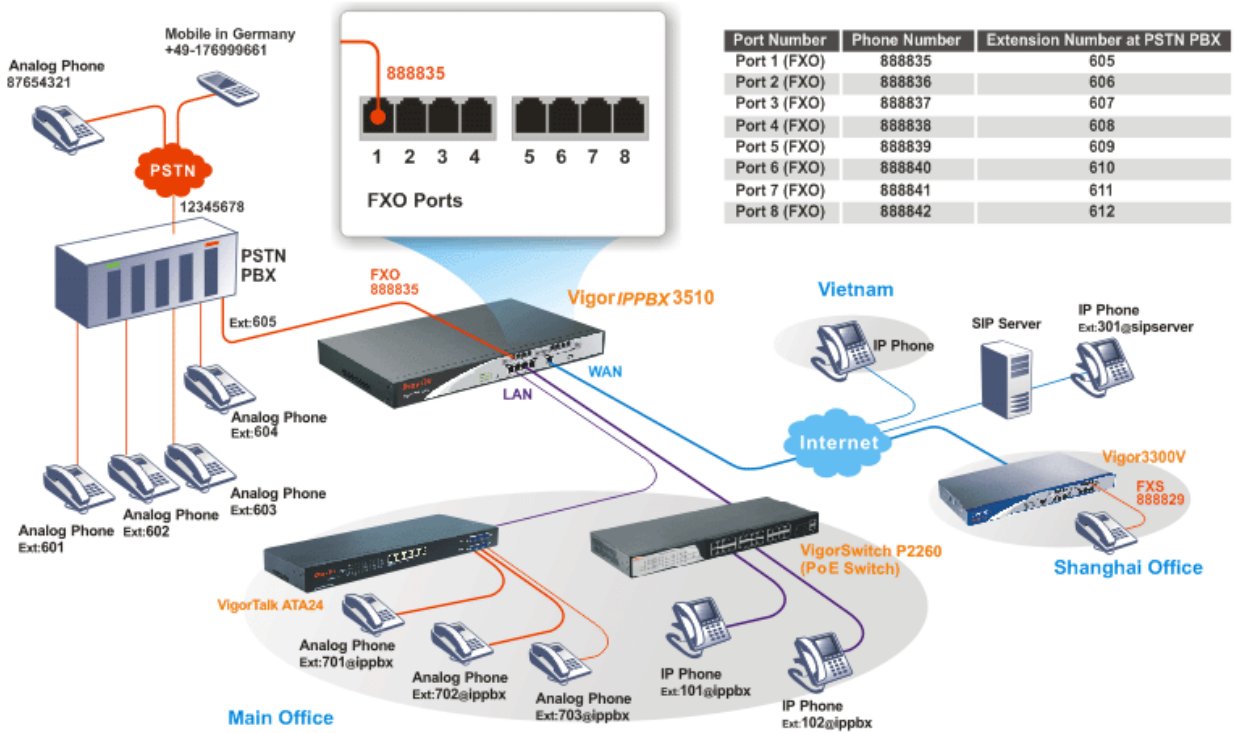 Mobile in Germany
+49-176999661
Analog Phone
87654321
PSTN
12345678
PSTN
PBX
888835
1 2 3 4 5 6 7 8
FXO Ports
Port Number Phone Number Extension Number at PSTN PBX
Port 1 (FXO) 888835 605
Port 2 (FXO) 888836 606
Port 3 (FXO) 888837 607
Port 4 (FXO) 888838 608
Port 5 (FXO) 888839 609
Port 6 (FXO) 888840 610
Port 7 (FXO) 888841 611
Port 8 (FXO) 888842 612
FXO
888835
Ext:605
Vigor IPPBX 3510
WAN
LAN
Vietnam
IP Phone
SIP Server
IP Phone
Ext:301@sipserver
Internet
Vigor3300V
FXS
888829
Shanghai Office
Analog Phone
Ext:604
Analog Phone
Ext:603
Analog Phone
Ext:602
Analog Phone
Ext:601
VigorTalk ATA24
VigorSwitch P2260
(PoE Switch)
Analog Phone
Ext:701@ippbx
Analog Phone
Ext:702@ippbx
Analog Phone
Ext:703@ippbx
IP Phone
Ext:101@ippbx
IP Phone
Ext:102@ippbx
Main Office